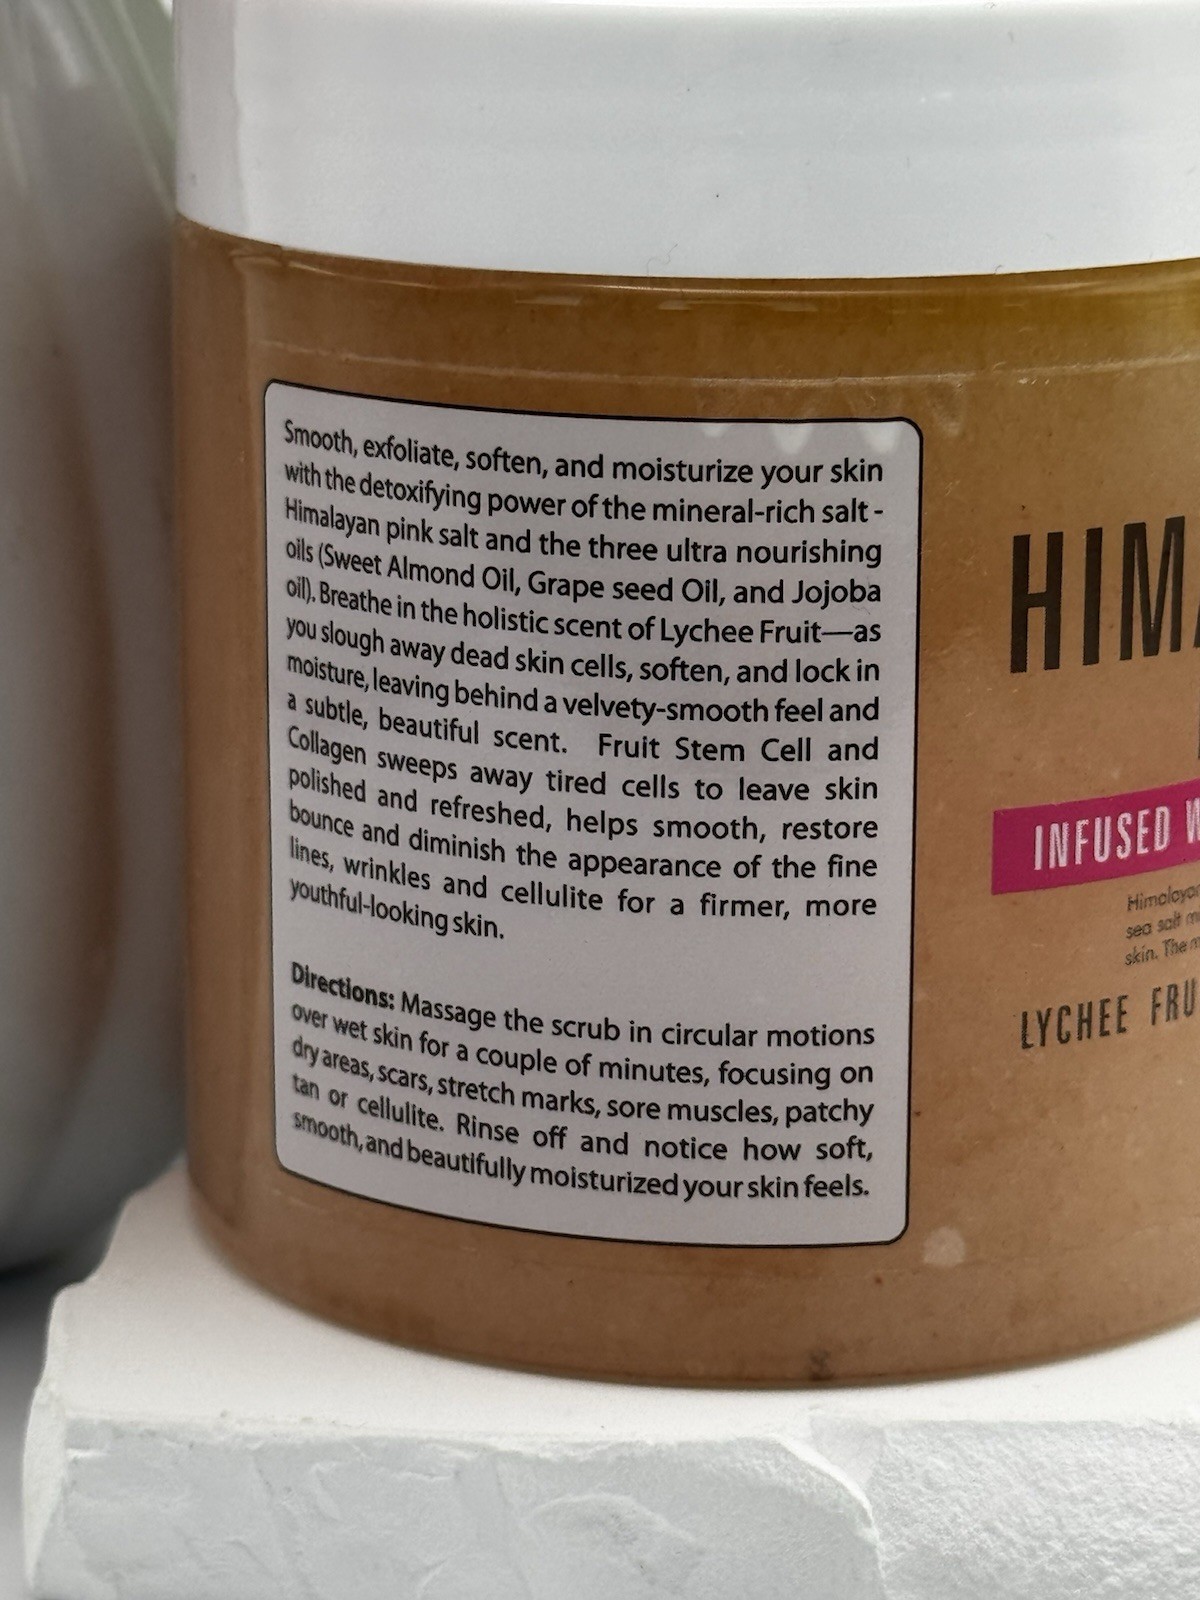 Smooth, exfoliate, soften, and moisturize your skin
with the detoxifying power of the mineral-rich salt -
Himalayan pink salt and the three ultra nourishing
oils (Sweet Almond Oil, Grape seed Oil, and Jojoba
oil). Breathe in the holistic scent of Lychee Fruit—as
you slough away dead skin cells, soften, and lock in
moisture, leaving behind a velvety-smooth feel and
a subtle, beautiful scent. Fruit Stem Cell and
Collagen sweeps away tired cells to leave skin
polished and refreshed, helps smooth, restore
bounce and diminish the appearance of the fine
lines, wrinkles and cellulite for a firmer, more
youthful-looking skin.
Directions: Massage the scrub in circular motions
over wet skin for a couple of minutes, focusing on
dry areas, scars, stretch marks, sore muscles, patchy
tan or cellulite. Rinse off and notice how soft,
smooth, and beautifully moisturized your skin feels.
HIM
INFUSED
Himalayan
sea salt
skin. The
LYCHEE FRU